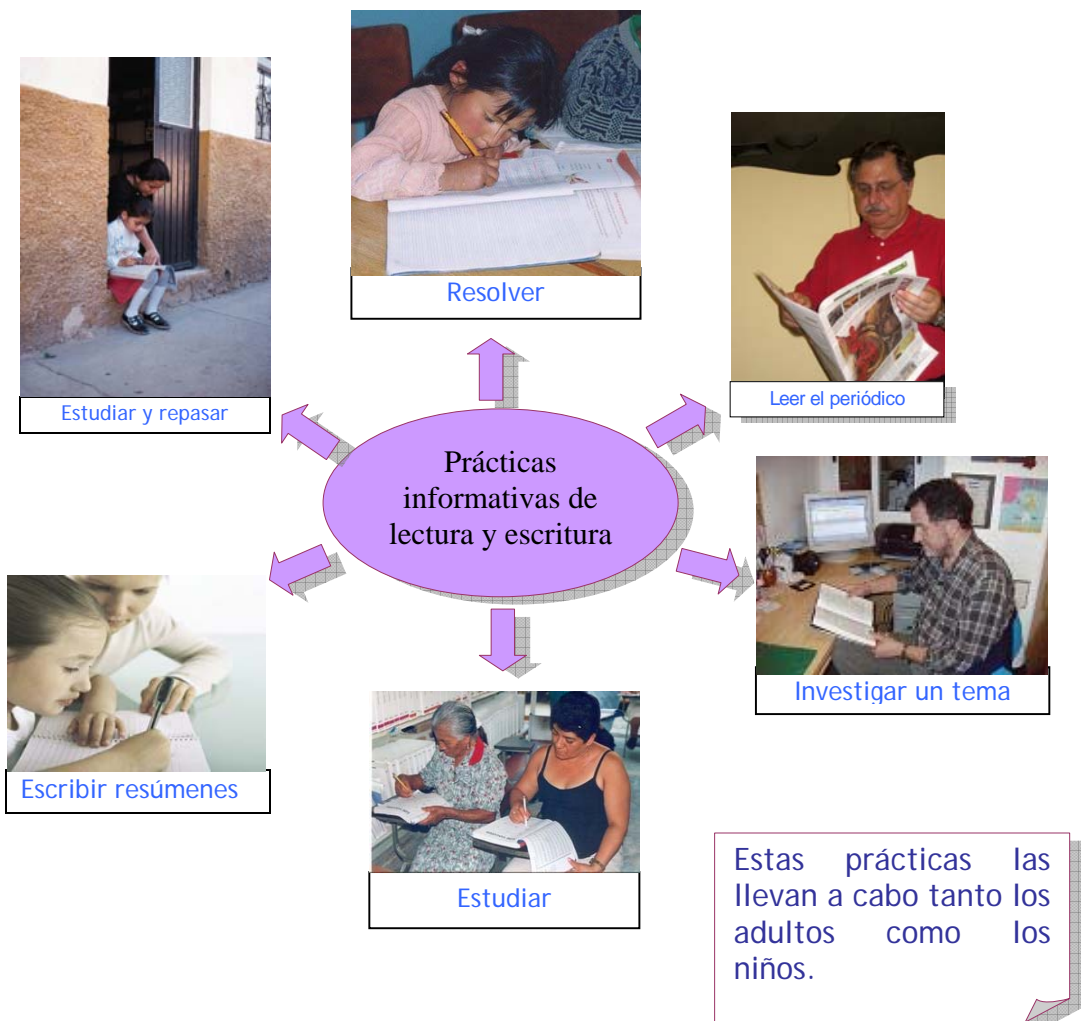 Resolver
Estudiar y repasar
Leer el periódico
Prácticas
informativas de
lectura y escritura
Investigar un tema
Escribir resúmenes
Estudiar
Estas prácticas las
llevan a cabo tanto los
adultos como los
niños.